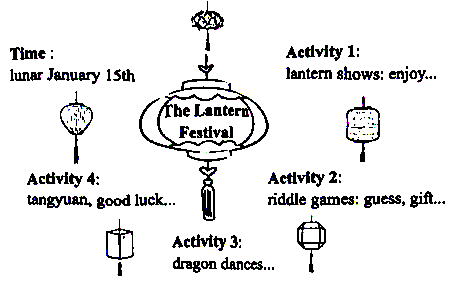 Time :
lunar January 15th
The Lantern
Festival
Activity 1:
lantern shows: enjoy...
Activity 4:
tangyuan, good luck...
Activity 2:
riddle games: guess, gift...
Activity 3:
dragon dances...